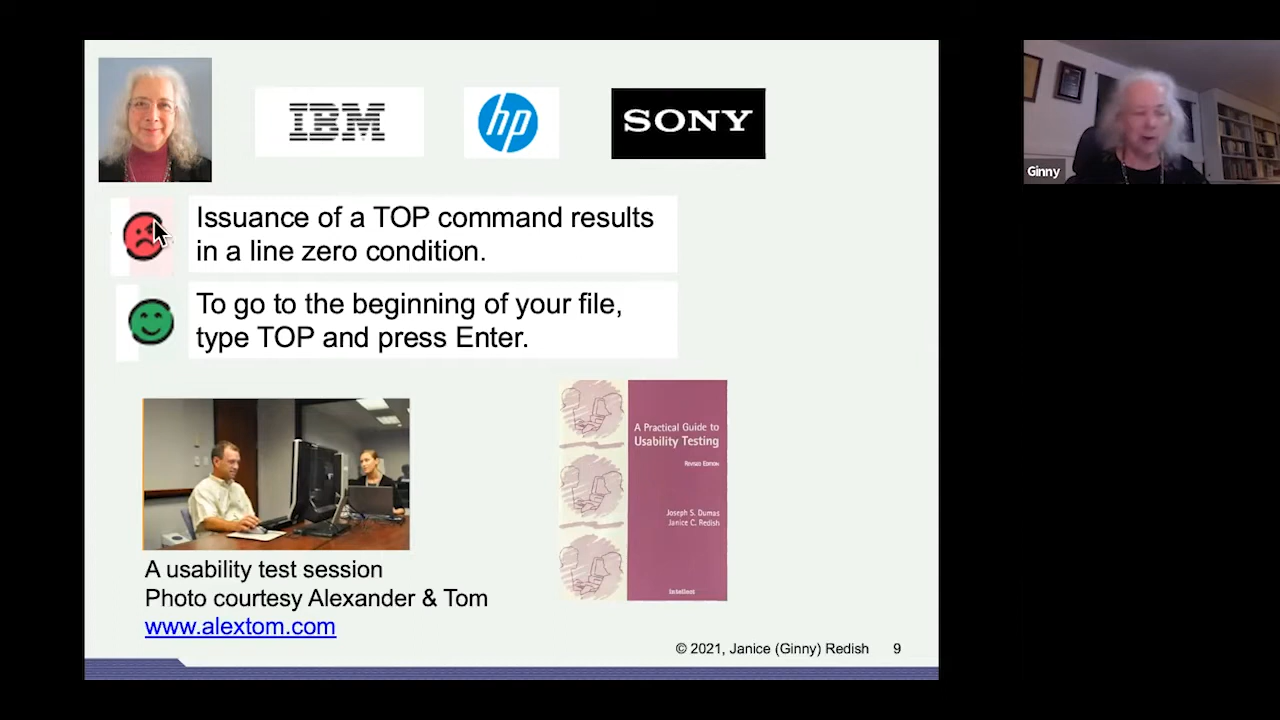 IBM
hp
SONY
Ginny
Issuance of a TOP command results
in a line zero condition.
To go to the beginning of your file,
type TOP and press Enter.
A Practical Guide to
Usability Testing
REVISED EDITION
Joseph S. Dumas
Janice C. Redish
intellect
A usability test session
Photo courtesy Alexander & Tom
www.alextom.com
© 2021, Janice (Ginny) Redish 9